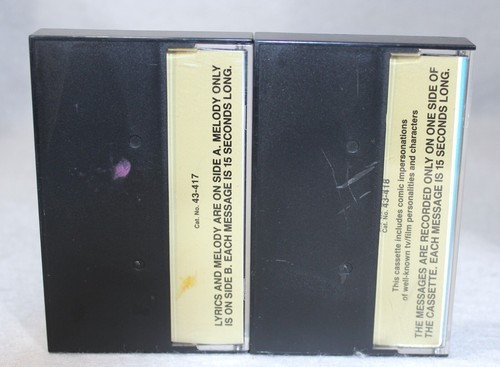 Cat. No. 43-417
LYRICS AND MELODY ARE ON SIDE A. MELODY ONLY
IS ON SIDE B. EACH MESSAGE IS 15 SECONDS LONG.
Cat. No. 43-418
This cassette includes comic impersonations
of well-known tv/film personalities and characters
THE MESSAGES ARE RECORDED ONLY ON ONE SIDE OF
THE CASSETTE. EACH MESSAGE IS 15 SECONDS LONG.